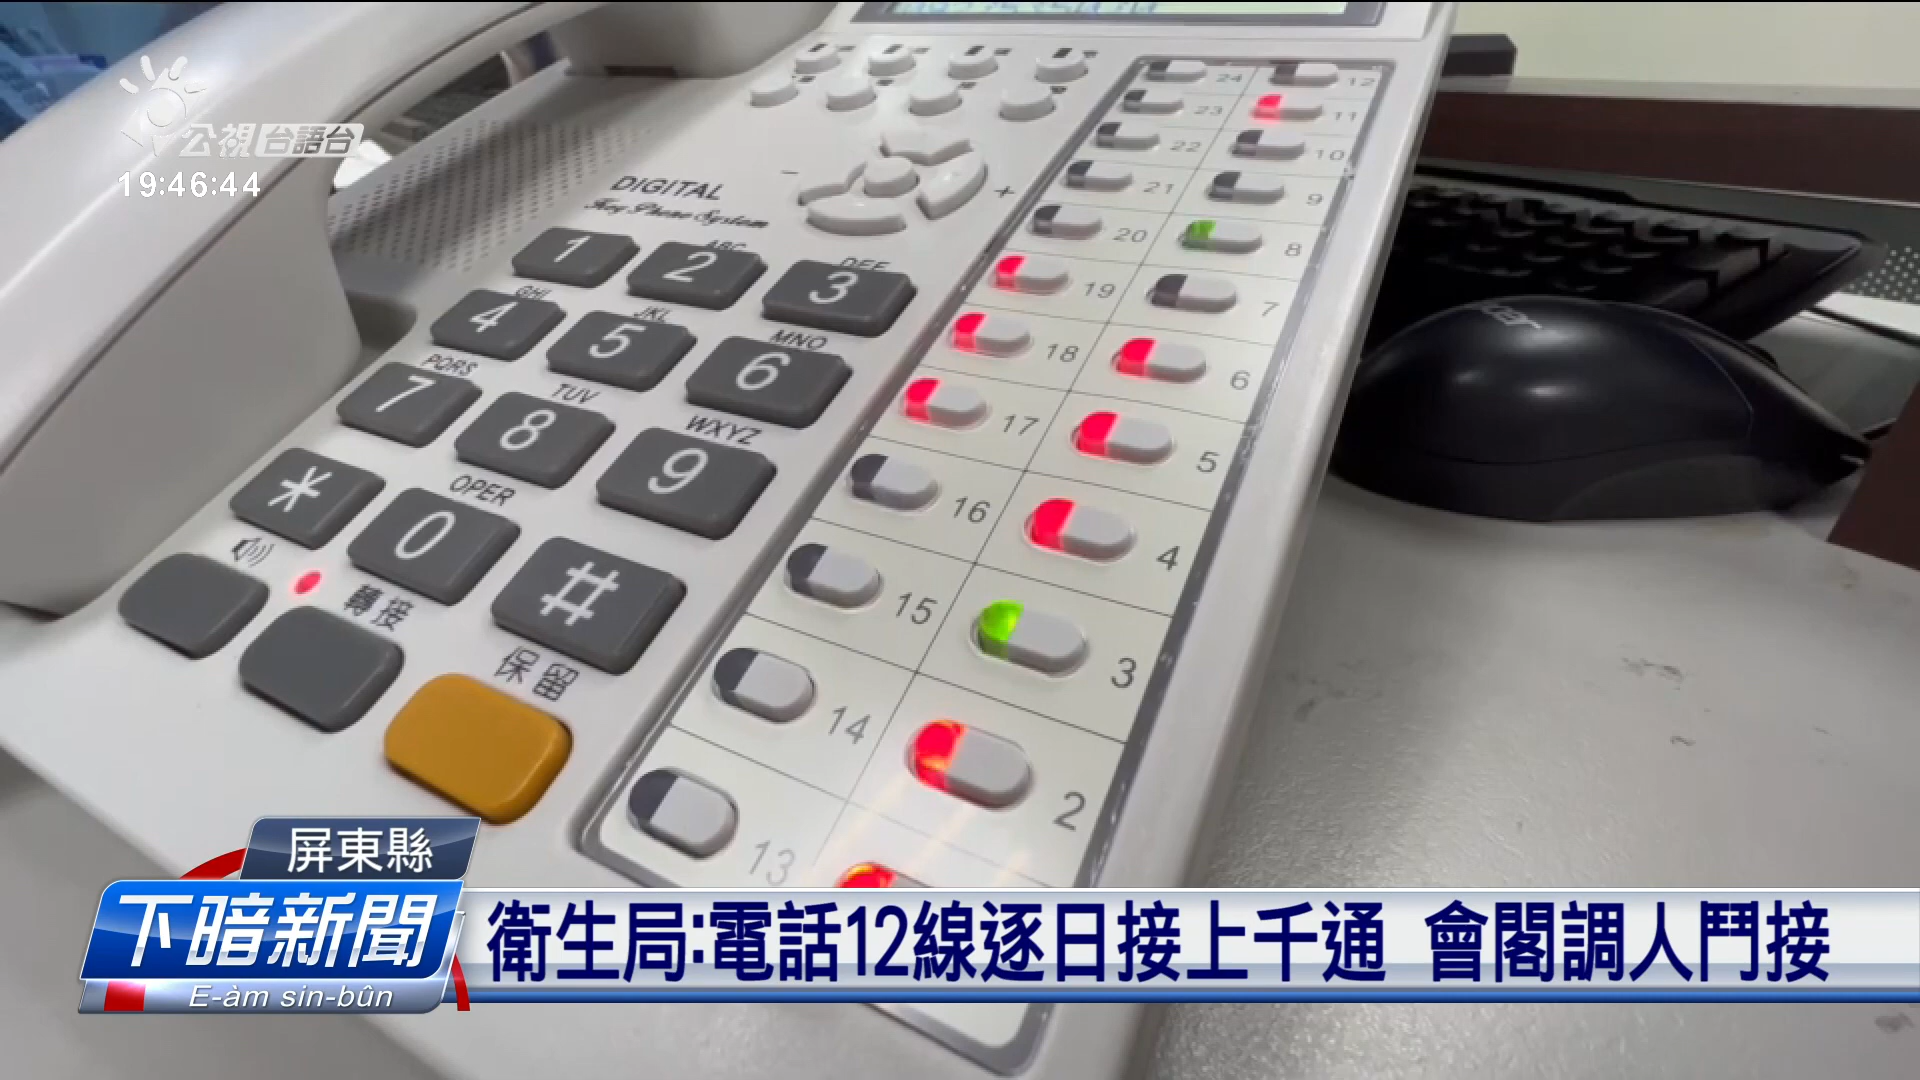 公視台語台
19:46:44
DIGITAL
Key Phone System
24 12
23 11
22 10
21 9
20 8
19 7
18 6
17 5
16 4
15 3
14 2
13
1
ABC
2
DEF
3
GHI
4
JKL
5
MNO
6
PQRS
7
TUV
8
WXYZ
9
*
OPER
0
#
轉接
保留
acer
屏東縣
下暗新聞
E-àm sin-bûn
衛生局:電話12線逐日接上千通 會閣調人鬥接